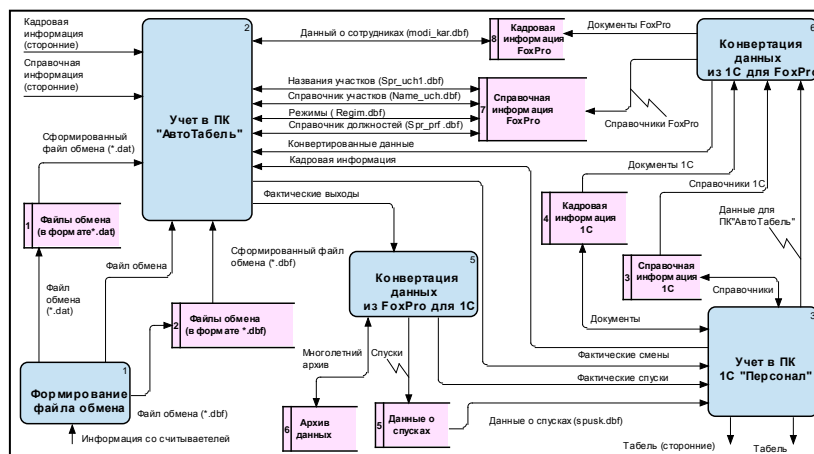 Кадровая
информация
(сторонние)
Справочная
информация
(сторонние)
2
Учет в ПК
"АвтоТабель"
Данный о сотрудниках (modi_kar.dbf)
8
Кадровая
информация
FoxPro
Документы FoxPro
6
Конвертация
данных
из 1С для FoxPro
Названия участков (Spr_uch1.dbf)
Справочник участков (Name_uch.dbf)
Режимы ( Regim.dbf)
Справочник должностей (Spr_prf .dbf)
7
Справочная
информация
FoxPro
Справочники FoxPro
Конвертированные данные
Кадровая информация
Сформированный
файл обмена (*.dat)
Документы 1С
Справочники 1С
Фактические выходы
1
Файлы обмена
(в формате*.dat)
4
Кадровая
информация
1С
Данные для
ПК"АвтоТабель"
Сформированный файл
обмена (*.dbf)
5
Конвертация
данных
из FoxPro для 1С
3
Справочная
информация
1С
Файл обмена
Файл
обмена
(*.dat)
Справочники
2
Файлы обмена
(в формате *.dbf)
Документы
3
Учет в ПК
1С "Персонал"
Многолетний
архив
Спуски
Фактические смены
1
Формирование
файла обмена
Фактические спуски
Файл обмена (*.dbf)
6
Архив
данных
5
Данные о
спусках
Данные о спусках (spusk.dbf)
Информация со считываетелей
Табель (сторонние)
Табель